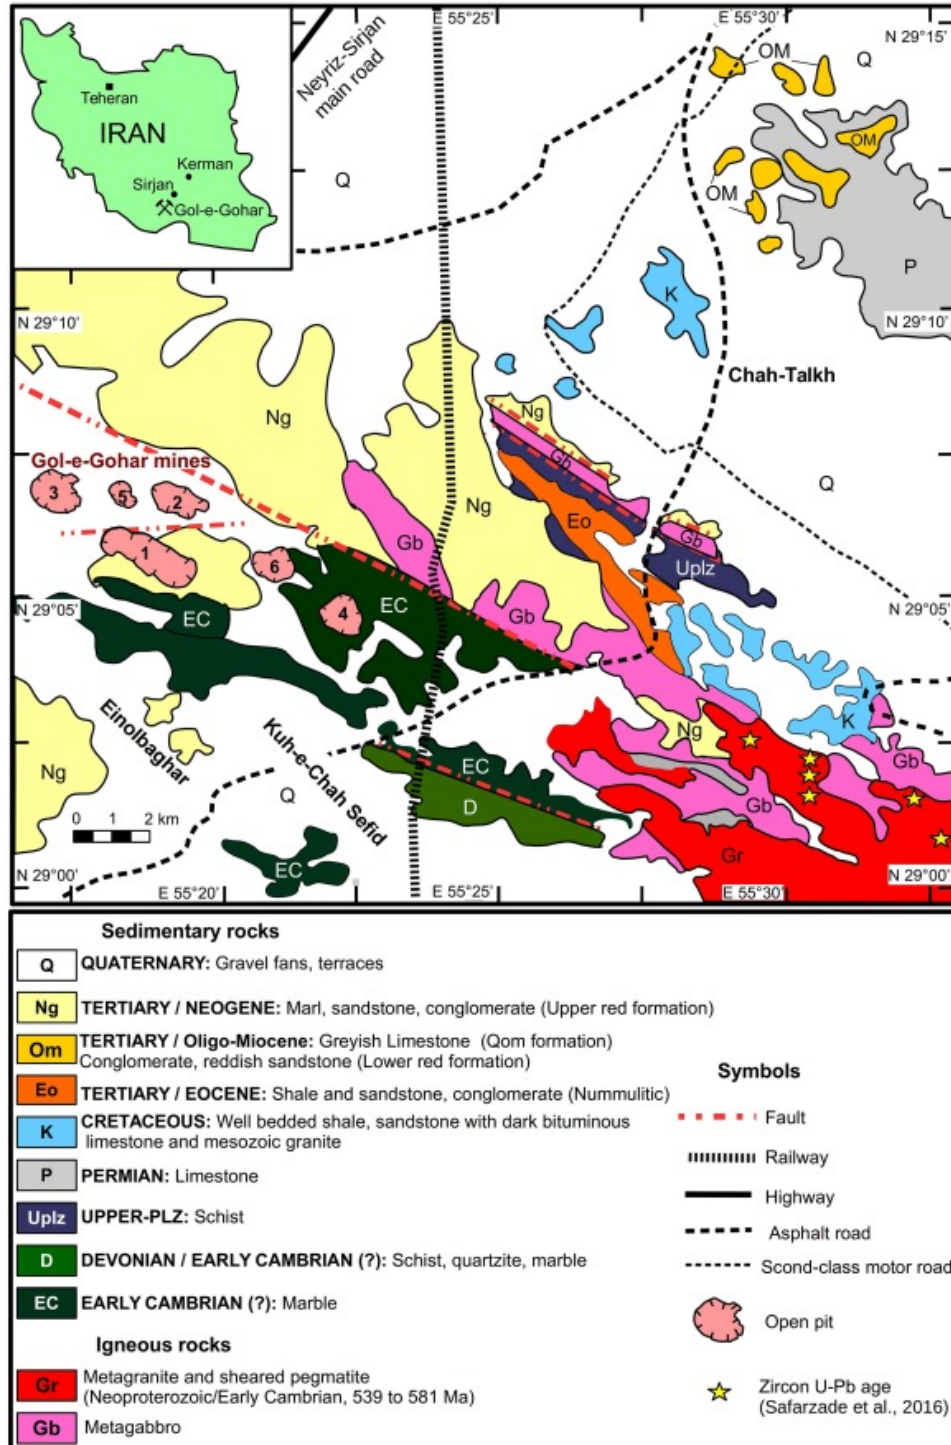 E 55°25'
E 55°30'
N 29°15'
Neyriz-Sirjan
main road
OM
Q
Teheran
IRAN
Kerman
Sirjan
Gol-e-Gohar
Q
OM
OM
P
K
N 29°10'
N 29°10'
Chah-Talkh
Ng
Ng
Gb
Gol-e-Gohar mines
3
5
2
Ng
Q
Eo
Gb
Gb
1
6
Uplz
N 29°05'
EC
4
EC
Gb
N 29°05'
Einolbaghar
Kuh-e-Chah Sefid
K
Ng
Ng
EC
Gb
Q
D
Gb
0 1 2 km
EC
Gr
N 29°00'
E 55°20'
E 55°25'
E 55°30'
N 29°00'
Sedimentary rocks
Q QUATERNARY: Gravel fans, terraces
Ng TERTIARY / NEOGENE: Marl, sandstone, conglomerate (Upper red formation)
Om TERTIARY / Oligo-Miocene: Greyish Limestone (Qom formation)
Conglomerate, reddish sandstone (Lower red formation)
Eo TERTIARY / EOCENE: Shale and sandstone, conglomerate (Nummulitic)
K CRETACEOUS: Well bedded shale, sandstone with dark bituminous
limestone and mesozoic granite
P PERMIAN: Limestone
Uplz UPPER-PLZ: Schist
D DEVONIAN / EARLY CAMBRIAN (?): Schist, quartzite, marble
EC EARLY CAMBRIAN (?): Marble
Igneous rocks
Gr Metagranite and sheared pegmatite
(Neoproterozoic/Early Cambrian, 539 to 581 Ma)
Gb Metagabbro
Symbols
Fault
Railway
Highway
Asphalt road
Scond-class motor road
Open pit
Zircon U-Pb age
(Safarzade et al., 2016)